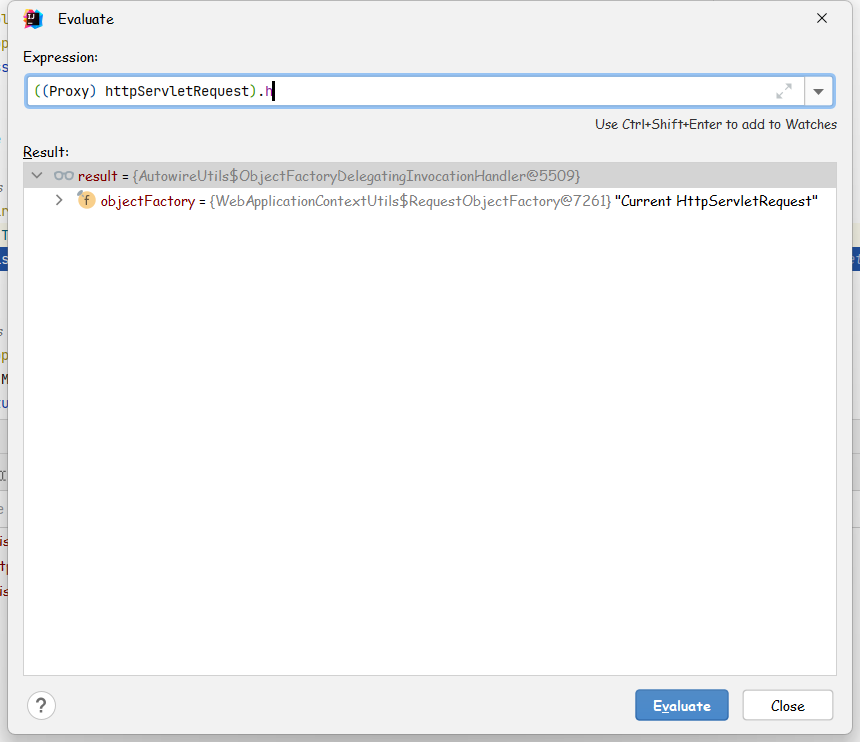 Evaluate
Expression:
((Proxy) httpServletRequest).h
Use Ctrl+Shift+Enter to add to Watches
Result:
result = {AutowireUtils$ObjectFactoryDelegatingInvocationHandler@5509}
f objectFactory = {WebApplicationContextUtils$RequestObjectFactory@7261} "Current HttpServletRequest"
? Evaluate Close